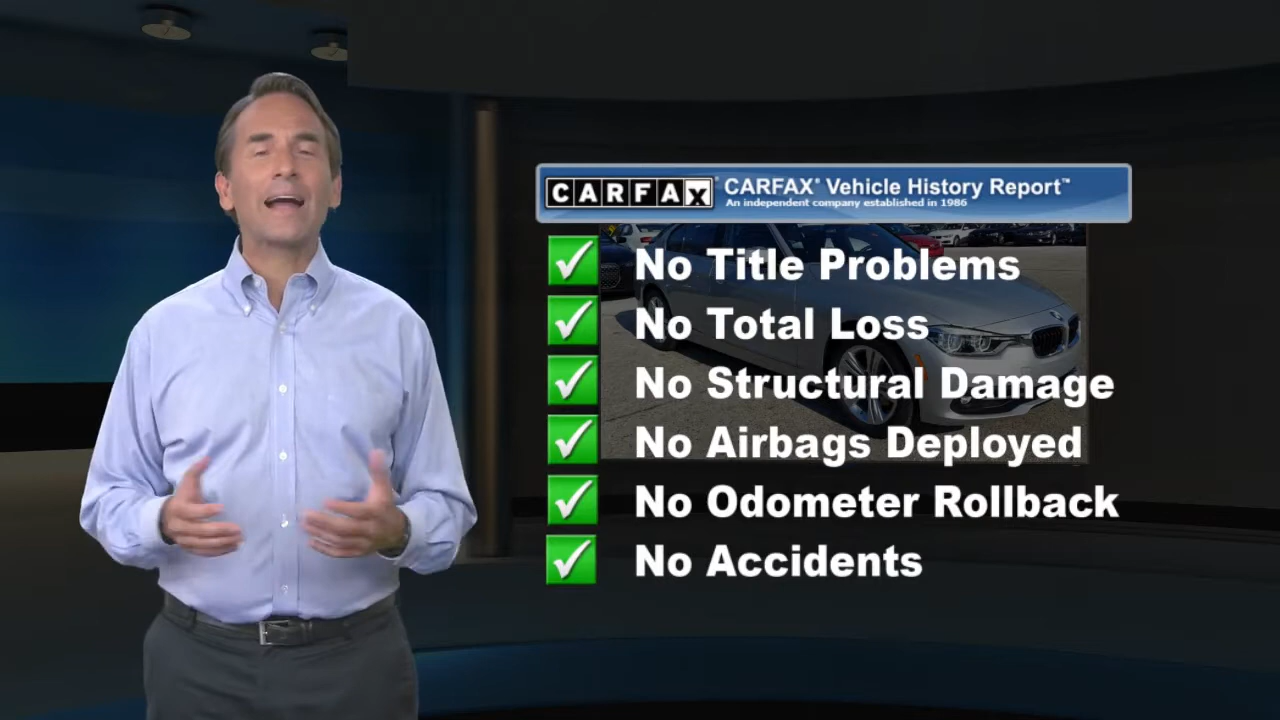 CARFAX® CARFAX® Vehicle History Report™
An independent company established in 1986
No Title Problems
No Total Loss
No Structural Damage
No Airbags Deployed
No Odometer Rollback
No Accidents